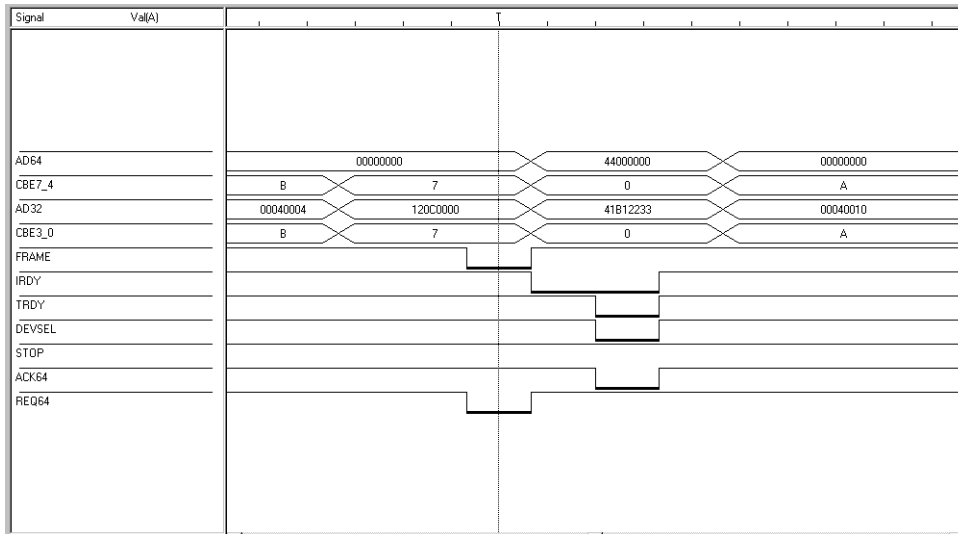 Signal Val(A) T
AD64 00000000 44000000 00000000
CBE7_4 B 7 0 A
AD32 00040004 120C0000 41B12233 00040010
CBE3_0 B 7 0 A
FRAME
IRDY
TRDY
DEVSEL
STOP
ACK64
REQ64